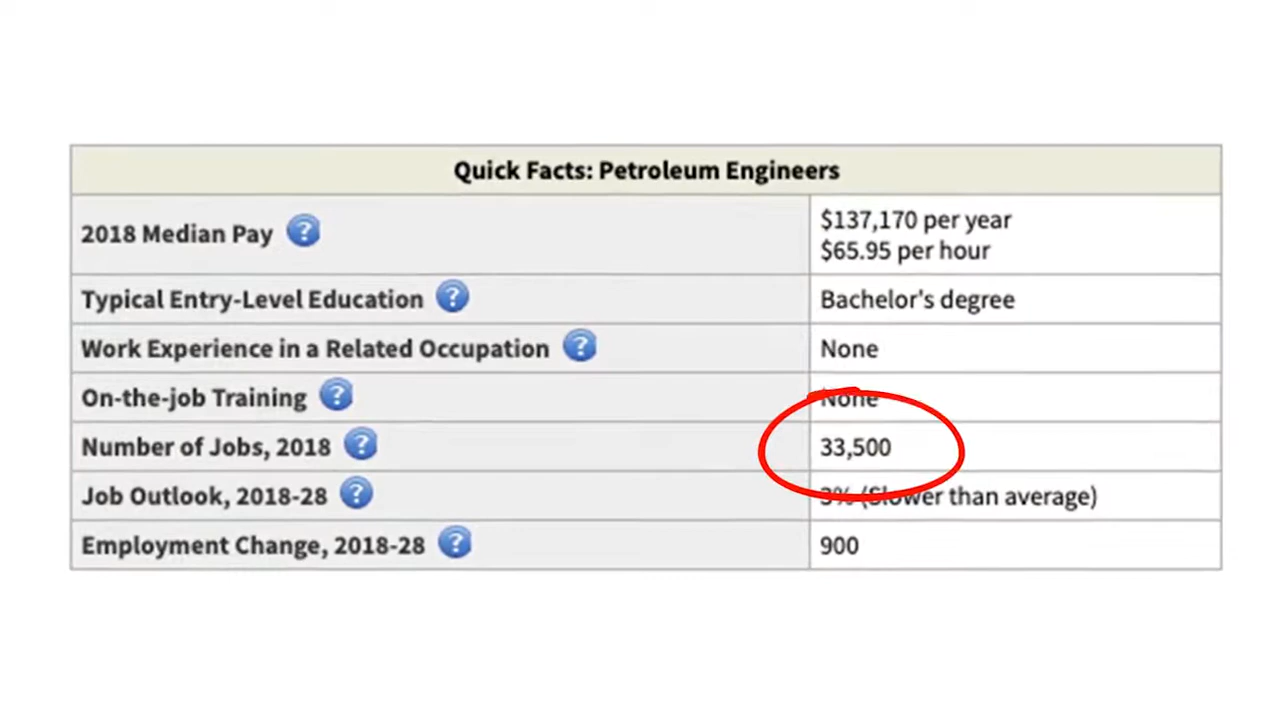 Quick Facts: Petroleum Engineers
2018 Median Pay ?
$137,170 per year
$65.95 per hour
Typical Entry-Level Education ?
Bachelor's degree
Work Experience in a Related Occupation ?
None
On-the-job Training ?
None
Number of Jobs, 2018 ?
33,500
Job Outlook, 2018-28 ?
3% (Slower than average)
Employment Change, 2018-28 ?
900